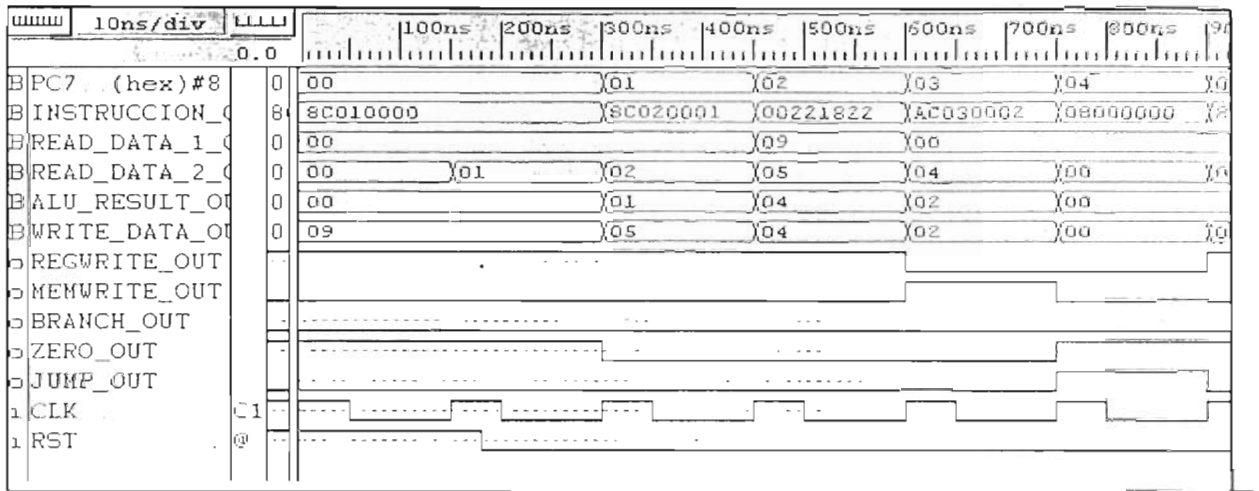 10ns/div
0.0 100ns 200ns 300ns 400ns 500ns 600ns 700ns 800ns
B PC7 (hex)#8 0 00 01 02 03 04
B INSTRUCCION_ 8 8C010000 8C020001 00221822 AC030002 08000000
B READ_DATA_1_ 0 00 09 00
B READ_DATA_2_ 0 00 01 02 05 04 00
B ALU_RESULT_OU 0 00 01 04 02 00
B WRITE_DATA_OU 0 09 05 04 02 00
REGWRITE_OUT
MEMWRITE_OUT
BRANCH_OUT
ZERO_OUT
JUMP_OUT
CLK C1
RST @